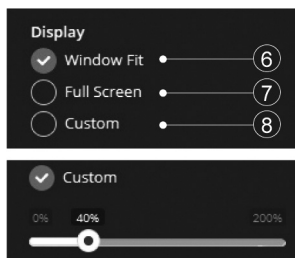 Display
Window Fit 6
Full Screen 7
Custom 8
Custom
0% 40% 200%